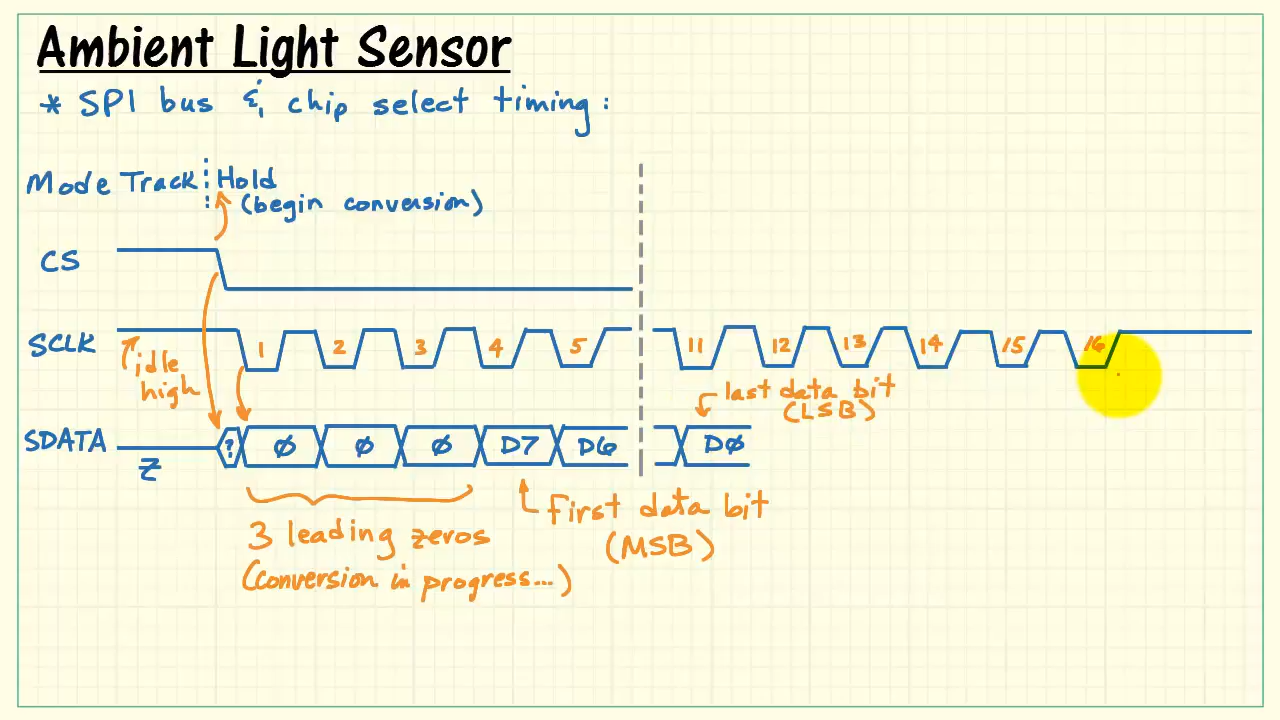 Ambient Light Sensor
* SPI bus & chip select timing:
Mode Track Hold
(begin conversion)
CS
SCLK 1 2 3 4 5 11 12 13 14 15 16
idle
high
last data bit
(LSB)
SDATA ? Ø Ø Ø D7 D6 DØ
Z
3 leading zeros
(conversion in progress...)
First data bit
(MSB)